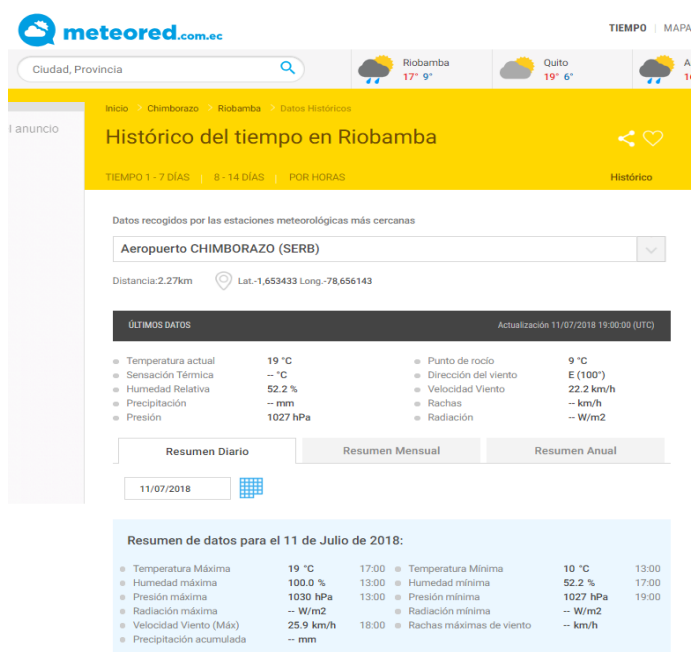 meteored.com.ec
TIEMPO | MAPA
Ciudad, Provincia
Riobamba
17° 9°
Quito
19° 6°
Inicio > Chimborazo > Riobamba > Datos Históricos
l anuncio
Histórico del tiempo en Riobamba
TIEMPO 1 - 7 DÍAS | 8 - 14 DÍAS | POR HORAS Histórico
Datos recogidos por las estaciones meteorológicas más cercanas
Aeropuerto CHIMBORAZO (SERB)
Distancia:2.27km Lat.-1,653433 Long.-78,656143
ÚLTIMOS DATOS Actualización 11/07/2018 19:00:00 (UTC)
Temperatura actual 19 °C Punto de rocío 9 °C
Sensación Térmica -- °C Dirección del viento E (100°)
Humedad Relativa 52.2 % Velocidad Viento 22.2 km/h
Precipitación -- mm Rachas -- km/h
Presión 1027 hPa Radiación -- W/m2
Resumen Diario Resumen Mensual Resumen Anual
11/07/2018
Resumen de datos para el 11 de Julio de 2018:
Temperatura Máxima 19 °C 17:00 Temperatura Mínima 10 °C 13:00
Humedad máxima 100.0 % 13:00 Humedad mínima 52.2 % 17:00
Presión máxima 1030 hPa 13:00 Presión mínima 1027 hPa 19:00
Radiación máxima -- W/m2 Radiación mínima -- W/m2
Velocidad Viento (Máx) 25.9 km/h 18:00 Rachas máximas de viento -- km/h
Precipitación acumulada -- mm